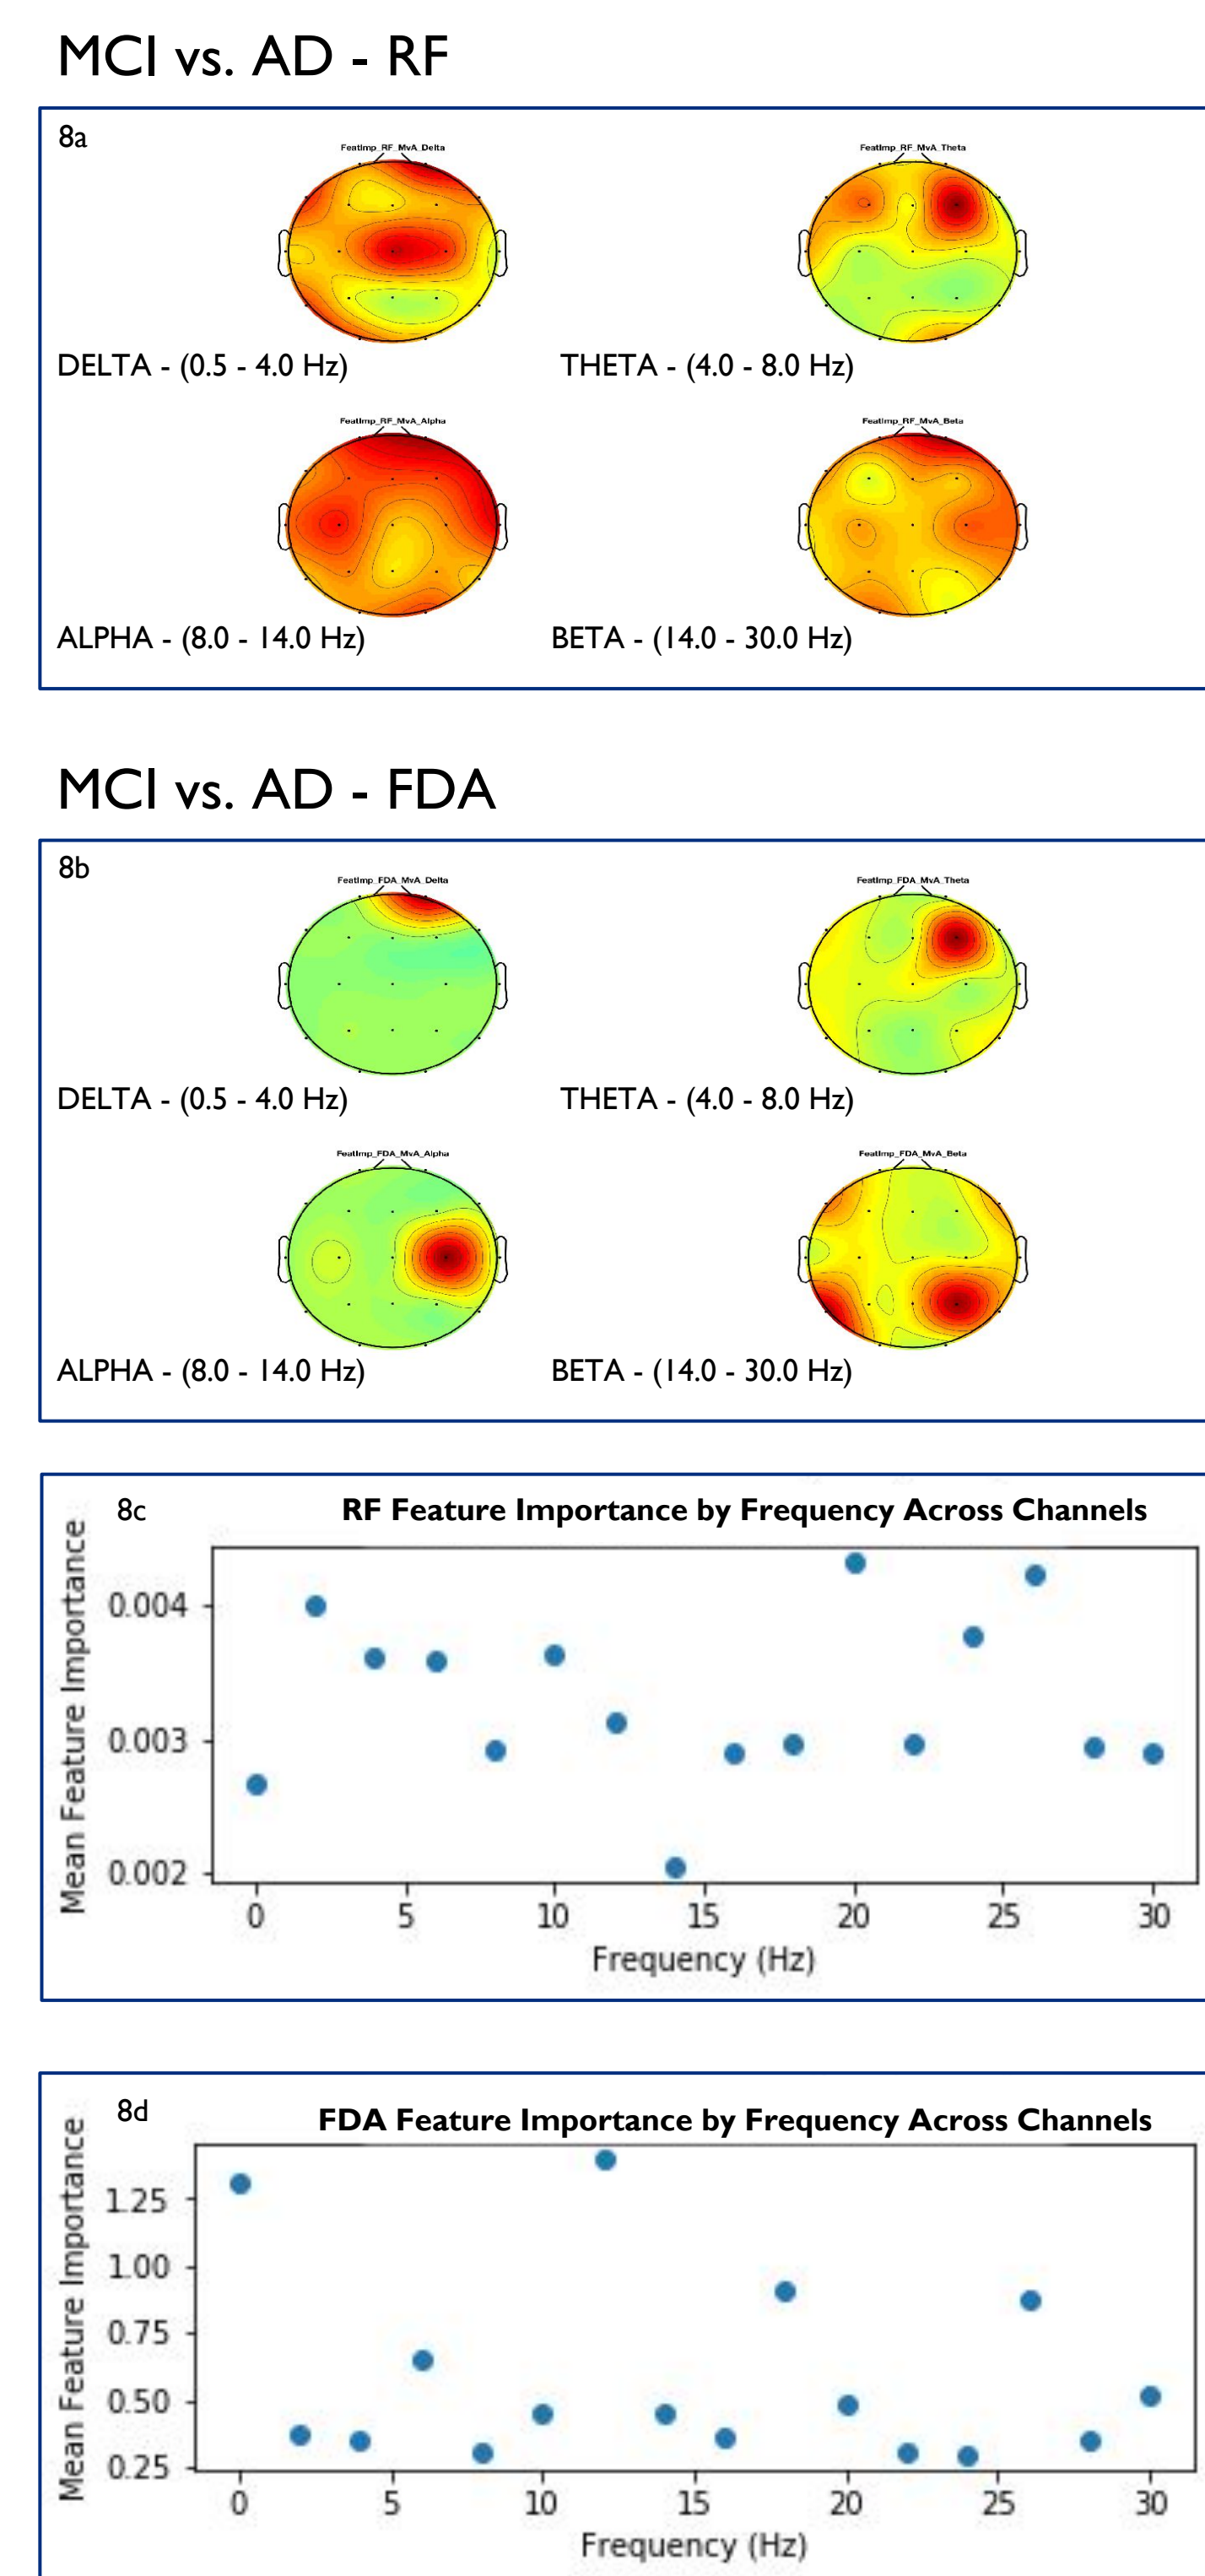 MCI vs. AD - RF
8a
FeatImp_RF_MvA_Delta
FeatImp_RF_MvA_Theta
DELTA - (0.5 - 4.0 Hz)
THETA - (4.0 - 8.0 Hz)
FeatImp_RF_MvA_Alpha
FeatImp_RF_MvA_Beta
ALPHA - (8.0 - 14.0 Hz)
BETA - (14.0 - 30.0 Hz)
MCI vs. AD - FDA
8b
FeatImp_FDA_MvA_Delta
FeatImp_FDA_MvA_Theta
DELTA - (0.5 - 4.0 Hz)
THETA - (4.0 - 8.0 Hz)
FeatImp_FDA_MvA_Alpha
FeatImp_FDA_MvA_Beta
ALPHA - (8.0 - 14.0 Hz)
BETA - (14.0 - 30.0 Hz)
8c
RF Feature Importance by Frequency Across Channels
Mean Feature Importance
0.004
0.003
0.002
0 5 10 15 20 25 30
Frequency (Hz)
8d
FDA Feature Importance by Frequency Across Channels
Mean Feature Importance
1.25
1.00
0.75
0.50
0.25
0 5 10 15 20 25 30
Frequency (Hz)